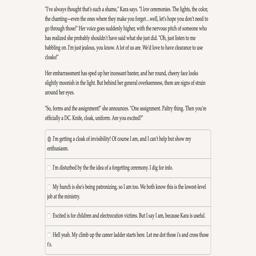 "I've always thought that's such a shame," Kara says. "I love ceremonies. The lights, the color,
the chanting—even the ones where they make you forget…well, let's hope you don't need to
go through those!" Her voice goes suddenly higher, with the nervous pitch of someone who
has realized she probably shouldn't have said what she just did. "Oh, just listen to me
babbling on. I'm just jealous, you know. A lot of us are. We'd love to have clearance to use
cloaks!"
Her embarrassment has sped up her incessant banter, and her round, cheery face looks
slightly moonish in the light. But behind her general overkeenness, there are signs of strain
around her eyes.
"So, forms and the assignment!" she announces. "One assignment. Paltry thing. Then you're
officially a DC. Knife, cloak, uniform. Are you excited?"
I'm getting a cloak of invisibility! Of course I am, and I can't help but show my
enthusiasm.
I'm disturbed by the the idea of a forgetting ceremony. I dig for info.
My hunch is she's being patronizing, so I am too. We both know this is the lowest-level
job at the ministry.
Excited is for children and electrocution victims. But I say I am, because Kara is useful.
Hell yeah. My climb up the career ladder starts here. Let me dot those i's and cross those
t's.